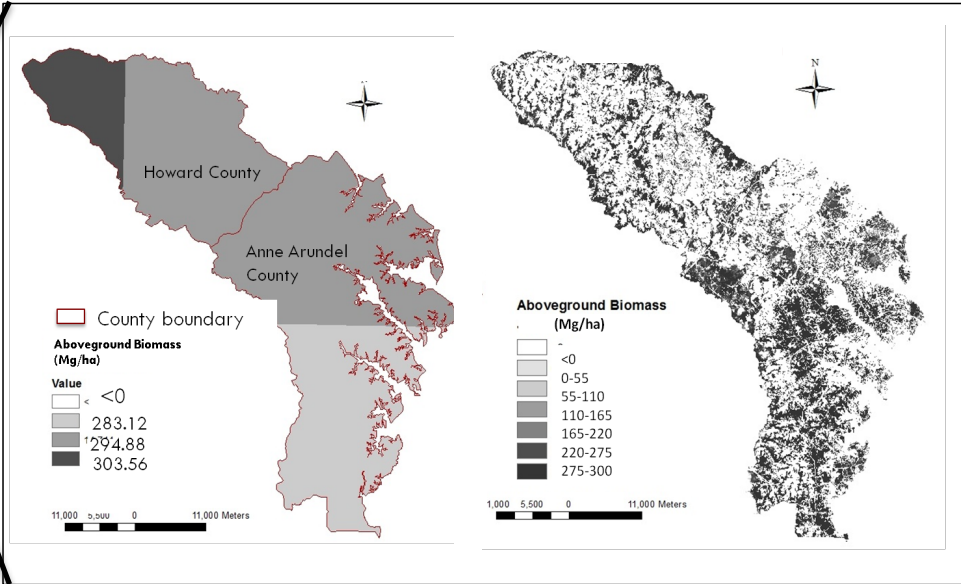 Howard County
Anne Arundel
County
County boundary
Aboveground Biomass
(Mg/ha)
Value
< <0
283.12
294.88
303.56
11,000 5,500 0 11,000 Meters
N
Aboveground Biomass
(Mg/ha)
<0
0-55
55-110
110-165
165-220
220-275
275-300
1,000 5,500 0 11,000 Meters